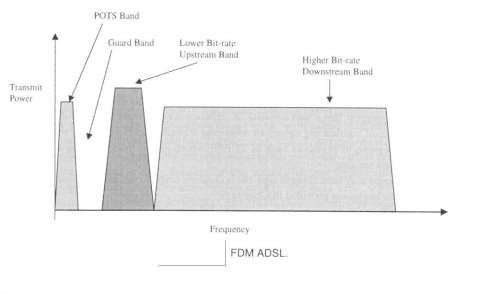 POTS Band
Guard Band
Lower Bit-rate
Upstream Band
Higher Bit-rate
Downstream Band
Transmit
Power
Frequency
FDM ADSL.